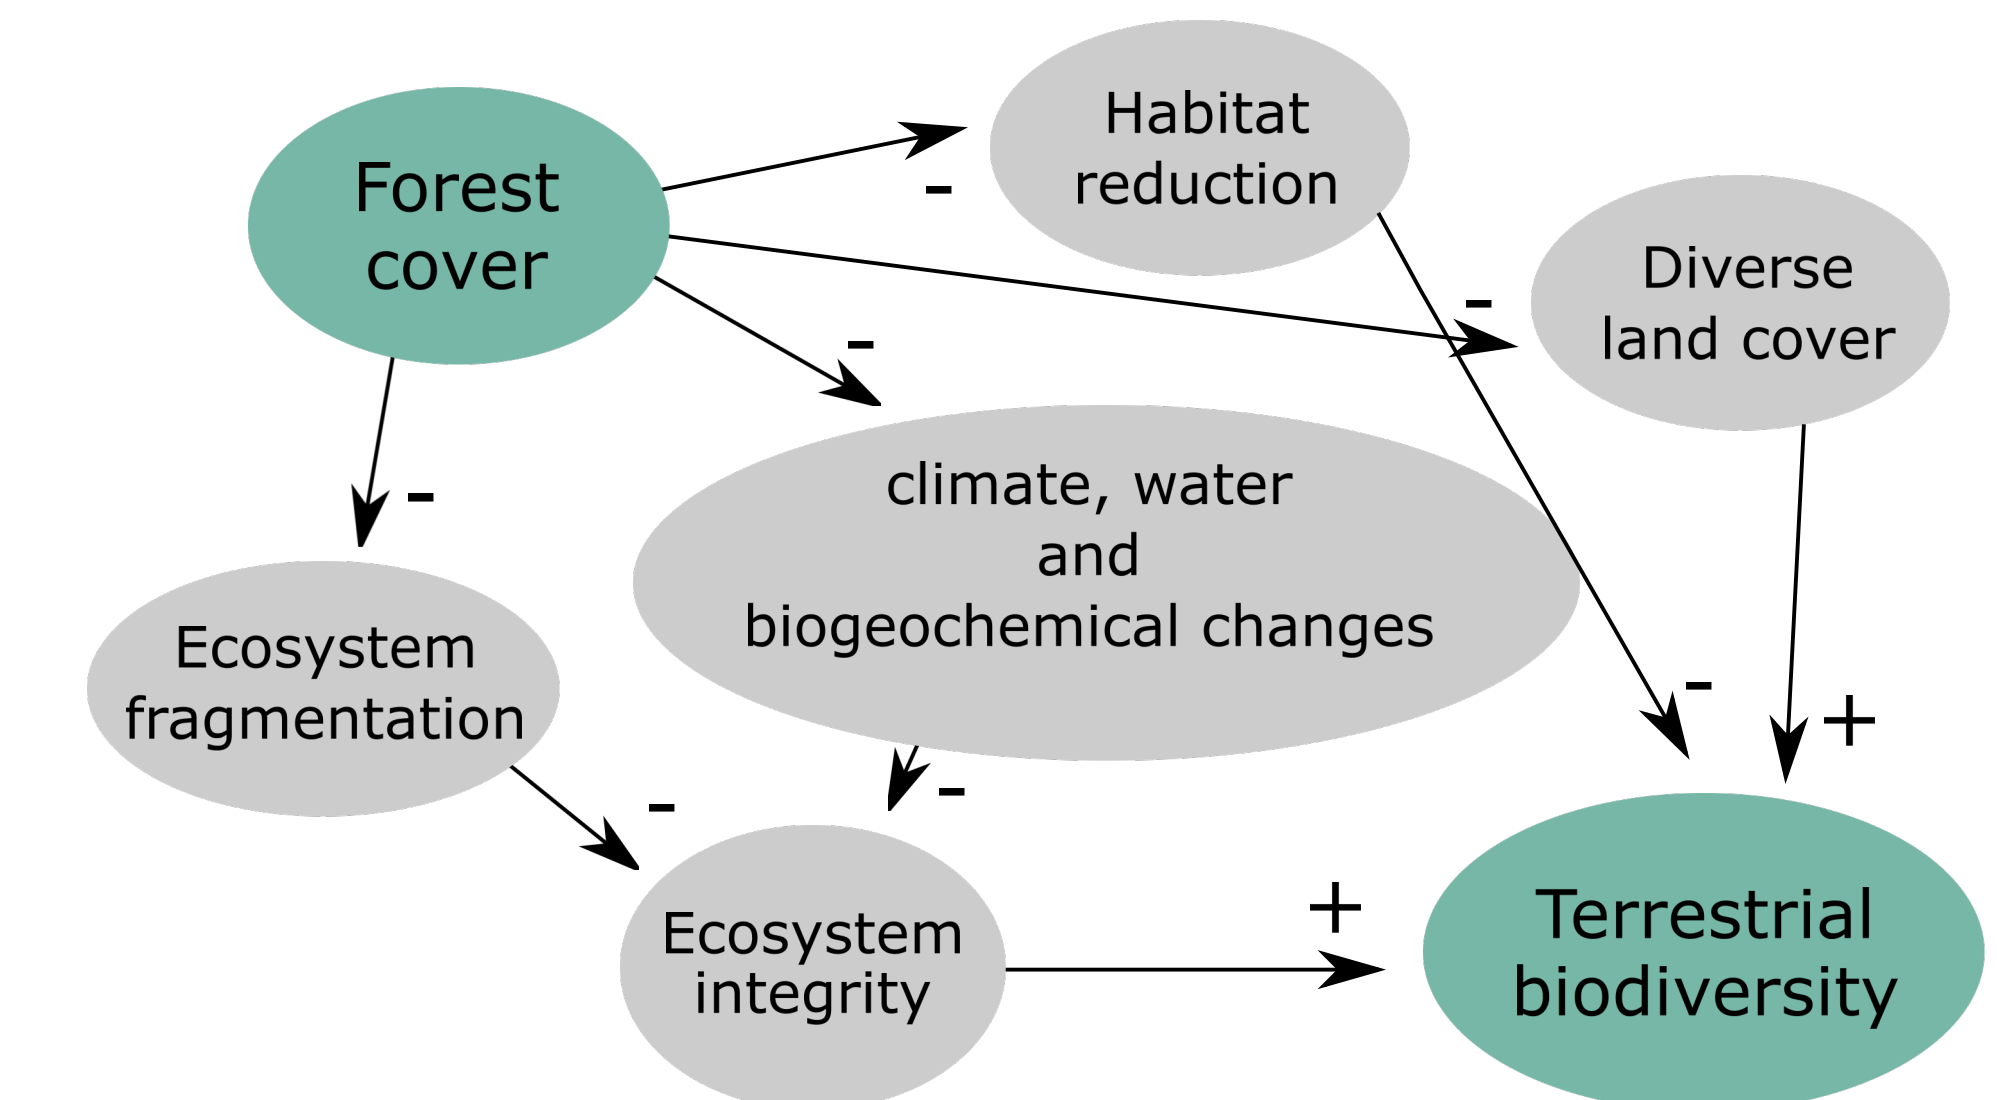 Forest
cover
-
Habitat
reduction
-
Diverse
land cover
-
-
climate, water
and
biogeochemical changes
Ecosystem
fragmentation
-
+
-
-
Ecosystem
integrity
+
Terrestrial
biodiversity